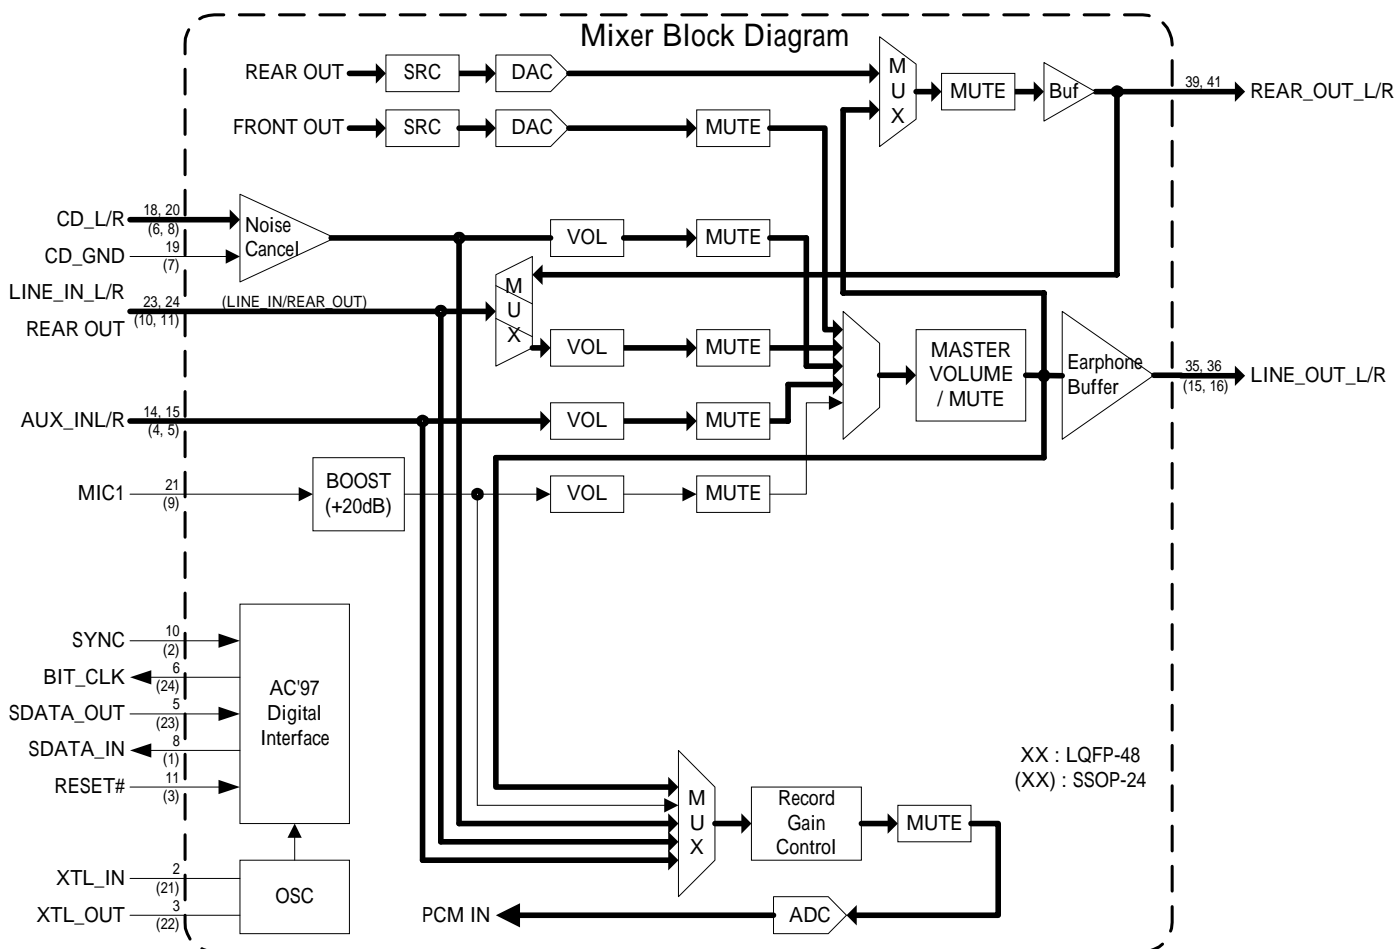 Mixer Block Diagram
REAR OUT
SRC
DAC
M
U
X
MUTE
Buf
39, 41
REAR_OUT_L/R
FRONT OUT
SRC
DAC
MUTE
CD_L/R
18, 20
(6, 8)
Noise
Cancel
CD_GND
19
(7)
VOL
MUTE
LINE_IN_L/R
23, 24
(10, 11)
REAR OUT
(LINE_IN/REAR_OUT)
M
U
X
VOL
MUTE
MASTER
VOLUME
/ MUTE
Earphone
Buffer
35, 36
(15, 16)
LINE_OUT_L/R
AUX_INL/R
14, 15
(4, 5)
VOL
MUTE
MIC1
21
(9)
BOOST
(+20dB)
VOL
MUTE
SYNC
10
(2)
BIT_CLK
6
(24)
SDATA_OUT
5
(23)
SDATA_IN
8
(1)
RESET#
11
(3)
AC'97
Digital
Interface
XX : LQFP-48
(XX) : SSOP-24
M
U
X
Record
Gain
Control
MUTE
XTL_IN
2
(21)
XTL_OUT
3
(22)
OSC
PCM IN
ADC